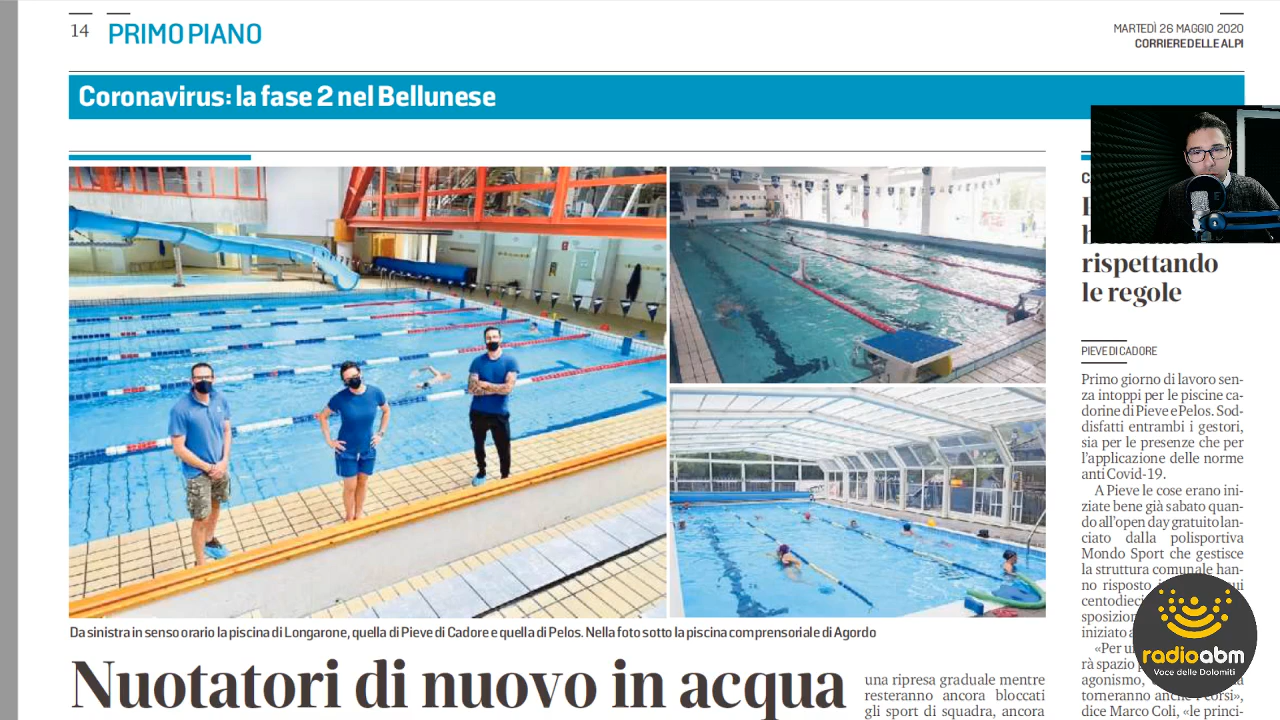 14 PRIMO PIANO
MARTEDÌ 26 MAGGIO 2020
CORRIERE DELLE ALPI
Coronavirus: la fase 2 nel Bellunese
Da sinistra in senso orario la piscina di Longarone, quella di Pieve di Cadore e quella di Pelos. Nella foto sotto la piscina comprensoriale di Agordo
Nuotatori di nuovo in acqua
una ripresa graduale mentre
resteranno ancora bloccati
gli sport di squadra, ancora
rispettando
le regole
PIEVE DI CADORE
Primo giorno di lavoro sen-
za intoppi per le piscine ca-
dorine di Pieve e Pelos. Sod-
disfatti entrambi i gestori,
sia per le presenze che per
l'applicazione delle norme
anti Covid-19.
A Pieve le cose erano ini-
ziate bene già sabato quan-
do all'open day gratuito lan-
ciato dalla polisportiva
Mondo Sport che gestisce
la struttura comunale han-
no risposto
centodieci
sposizion
iniziato a
«Per u
rà spazio
agonismo,
torneranno anche i corsi»,
dice Marco Coli, «le princi-
radioabm
Voce delle Dolomiti